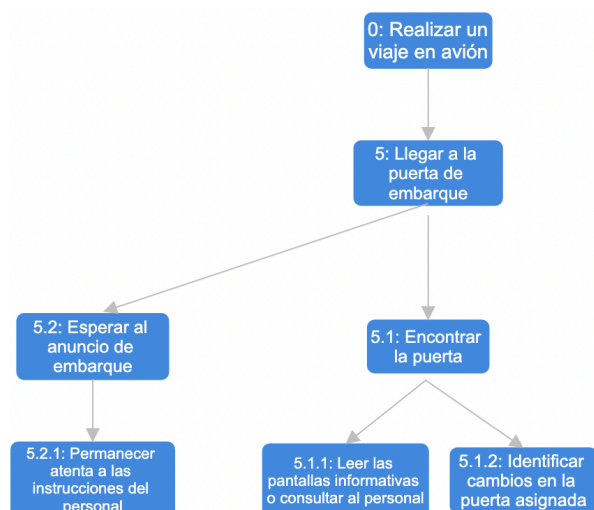 0: Realizar un
viaje en avión
5: Llegar a la
puerta de
embarque
5.2: Esperar al
anuncio de
embarque
5.1: Encontrar
la puerta
5.2.1: Permanecer
atenta a las
instrucciones del
personal
5.1.1: Leer las
pantallas informativas
o consultar al personal
5.1.2: Identificar
cambios en la
puerta asignada